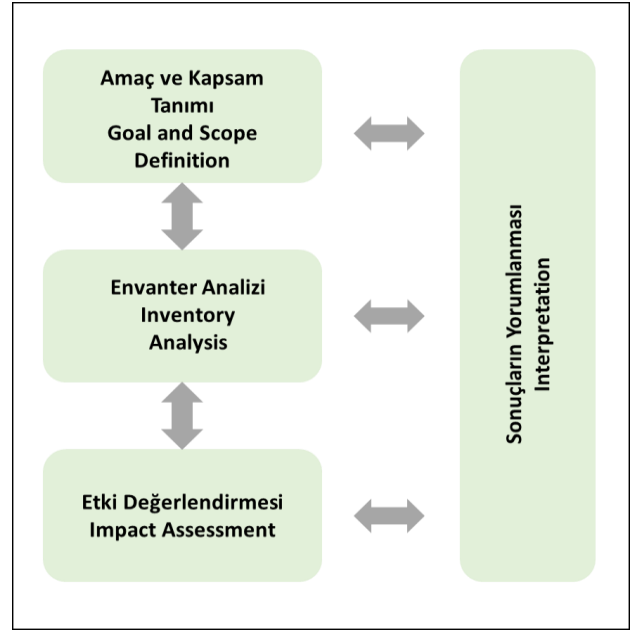 Amaç ve Kapsam
Tanımı
Goal and Scope
Definition
Envanter Analizi
Inventory
Analysis
Etki Değerlendirmesi
Impact Assessment
Sonuçların Yorumlanması
Interpretation